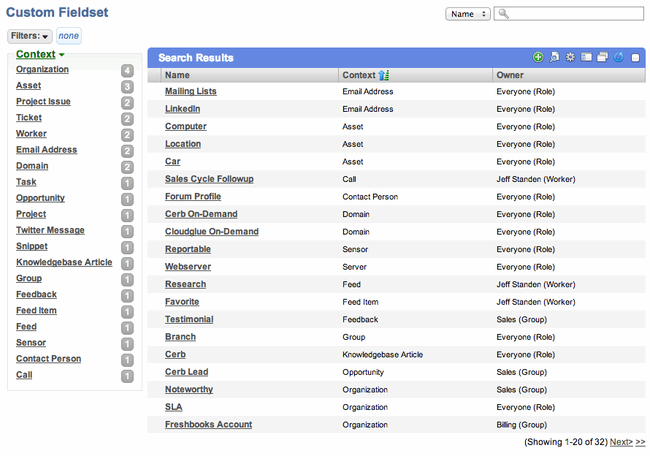 Custom Fieldset
Name
Filters: none
Context
Organization 4
Asset 3
Project Issue 2
Ticket 2
Worker 2
Email Address 2
Domain 2
Task 1
Opportunity 1
Project 1
Twitter Message 1
Snippet 1
Knowledgebase Article 1
Group 1
Feedback 1
Feed Item 1
Feed 1
Sensor 1
Contact Person 1
Call 1
Search Results
Name Context Owner
Mailing Lists Email Address Everyone (Role)
LinkedIn Email Address Everyone (Role)
Computer Asset Everyone (Role)
Location Asset Everyone (Role)
Car Asset Everyone (Role)
Sales Cycle Followup Call Jeff Standen (Worker)
Forum Profile Contact Person Everyone (Role)
Cerb On-Demand Domain Everyone (Role)
Cloudglue On-Demand Domain Everyone (Role)
Reportable Sensor Everyone (Role)
Webserver Server Everyone (Role)
Research Feed Jeff Standen (Worker)
Favorite Feed Item Jeff Standen (Worker)
Testimonial Feedback Sales (Group)
Branch Group Everyone (Role)
Cerb Knowledgebase Article Everyone (Role)
Cerb Lead Opportunity Sales (Group)
Noteworthy Organization Sales (Group)
SLA Organization Everyone (Role)
Freshbooks Account Organization Billing (Group)
(Showing 1-20 of 32) Next> >>